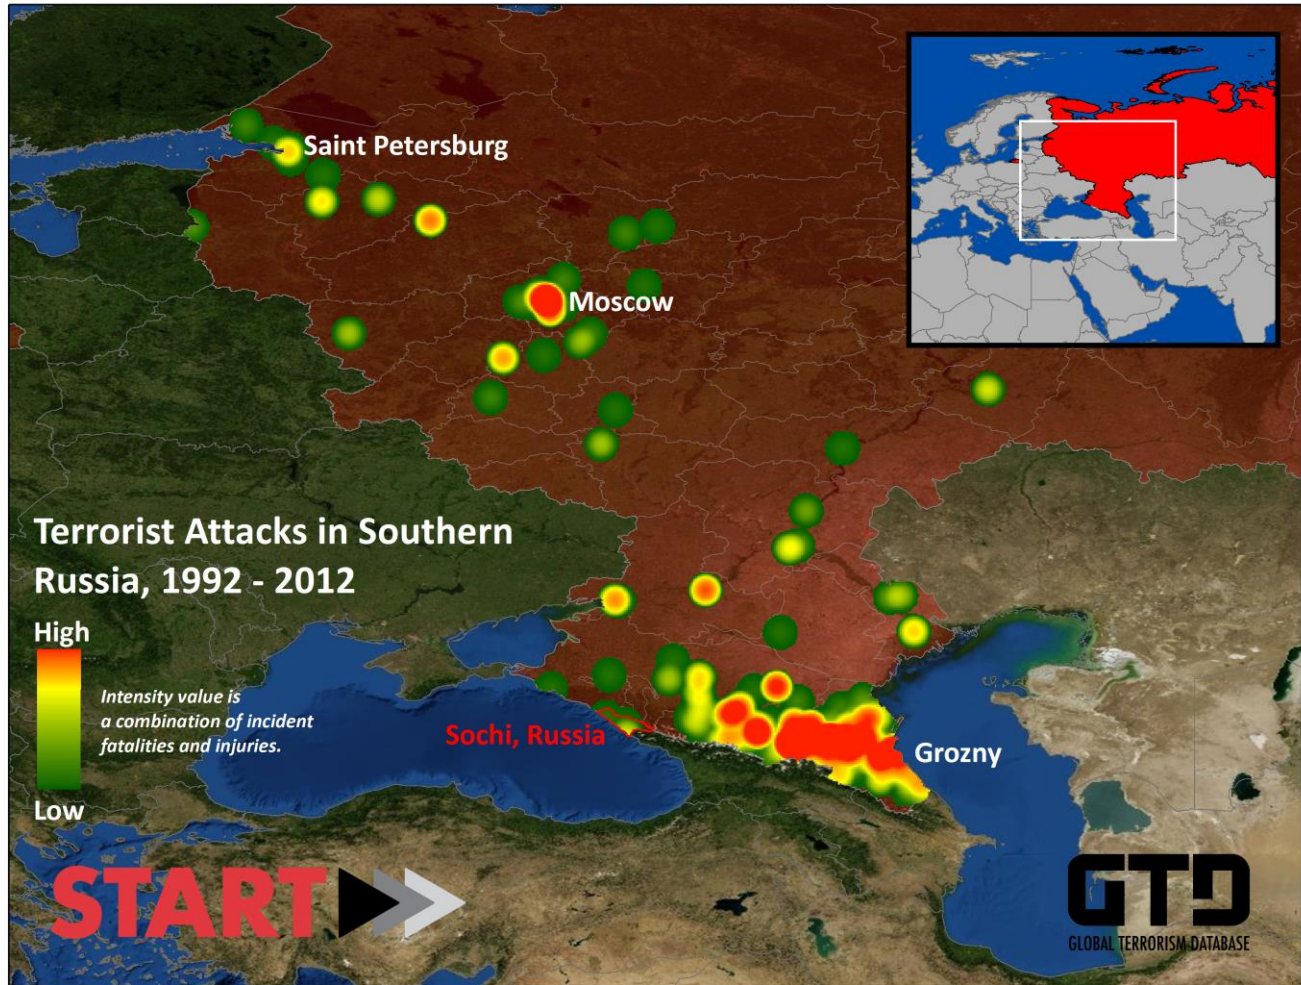 Saint Petersburg
Moscow
Terrorist Attacks in Southern
Russia, 1992 - 2012
High
Intensity value is
a combination of incident
fatalities and injuries.
Low
Sochi, Russia
Grozny
START
GTD
GLOBAL TERRORISM DATABASE